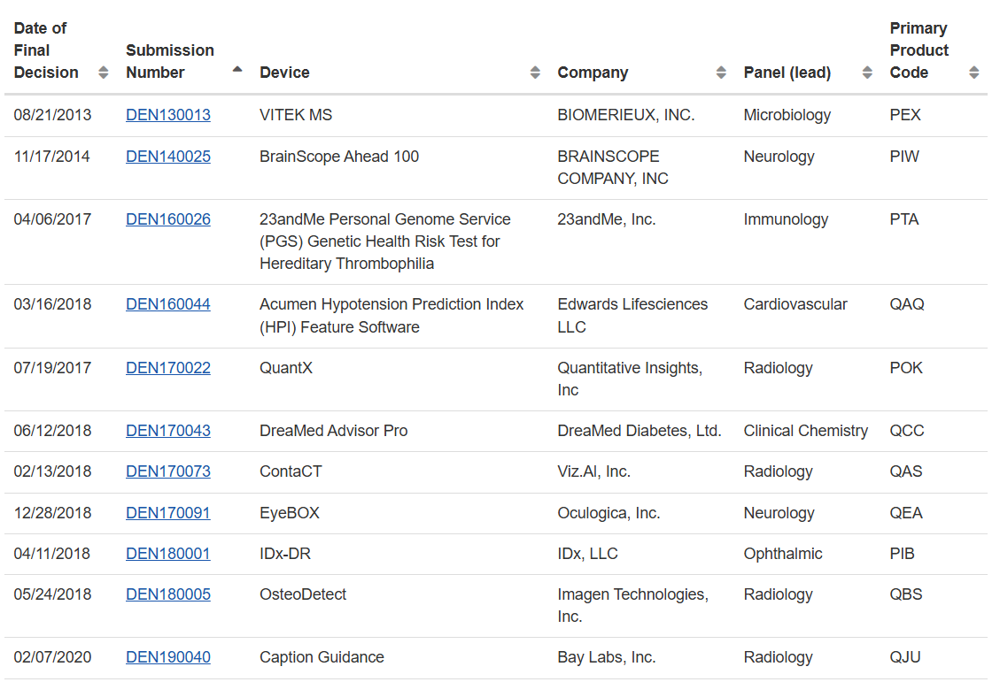 Date of Final Decision Submission Number Device Company Panel (lead) Primary Product Code
08/21/2013 DEN130013 VITEK MS BIOMERIEUX, INC. Microbiology PEX
11/17/2014 DEN140025 BrainScope Ahead 100 BRAINSCOPE COMPANY, INC Neurology PIW
04/06/2017 DEN160026 23andMe Personal Genome Service (PGS) Genetic Health Risk Test for Hereditary Thrombophilia 23andMe, Inc. Immunology PTA
03/16/2018 DEN160044 Acumen Hypotension Prediction Index (HPI) Feature Software Edwards Lifesciences LLC Cardiovascular QAQ
07/19/2017 DEN170022 QuantX Quantitative Insights, Inc Radiology POK
06/12/2018 DEN170043 DreaMed Advisor Pro DreaMed Diabetes, Ltd. Clinical Chemistry QCC
02/13/2018 DEN170073 ContaCT Viz.AI, Inc. Radiology QAS
12/28/2018 DEN170091 EyeBOX Oculogica, Inc. Neurology QEA
04/11/2018 DEN180001 IDx-DR IDx, LLC Ophthalmic PIB
05/24/2018 DEN180005 OsteoDetect Imagen Technologies, Inc. Radiology QBS
02/07/2020 DEN190040 Caption Guidance Bay Labs, Inc. Radiology QJU